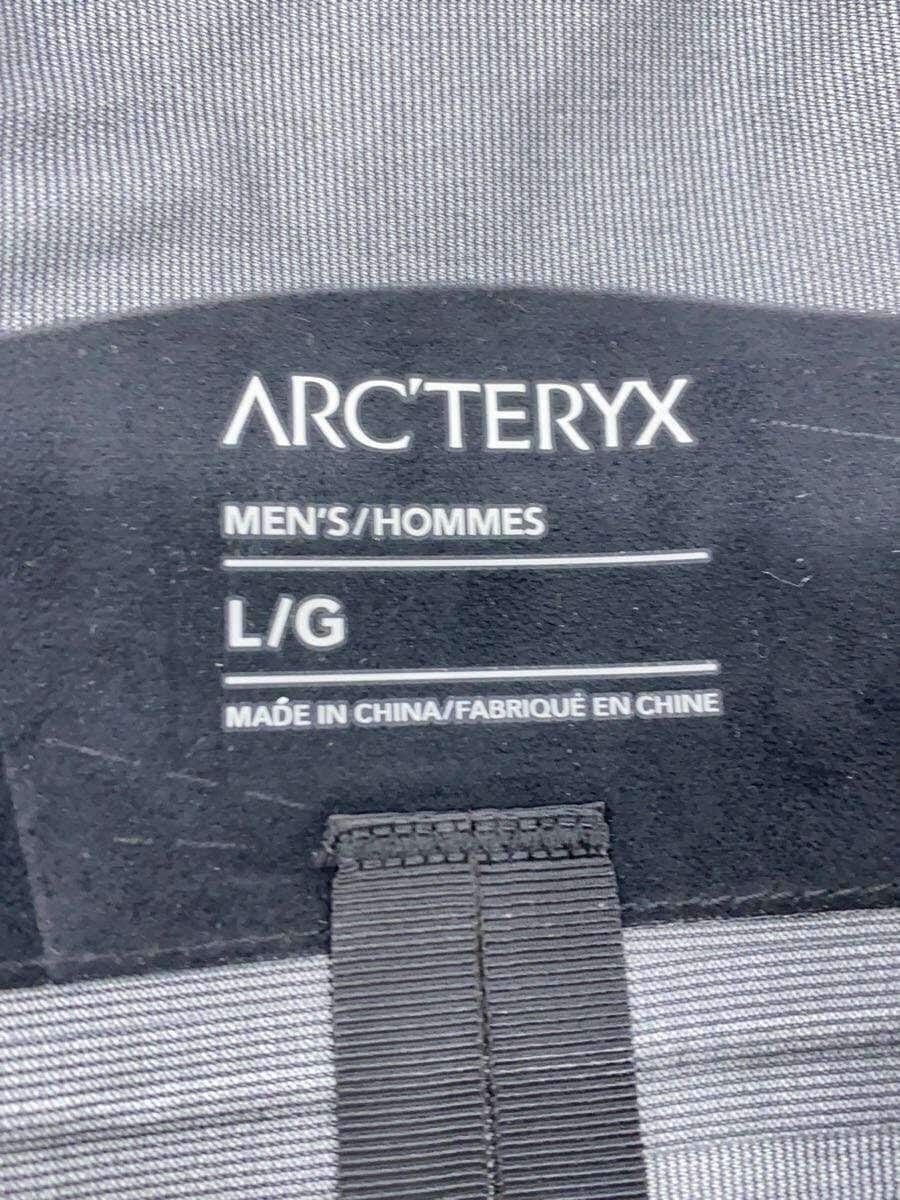 ARC'TERYX
MEN'S/HOMMES
L/G
MADE IN CHINA/FABRIQUÉ EN CHINE